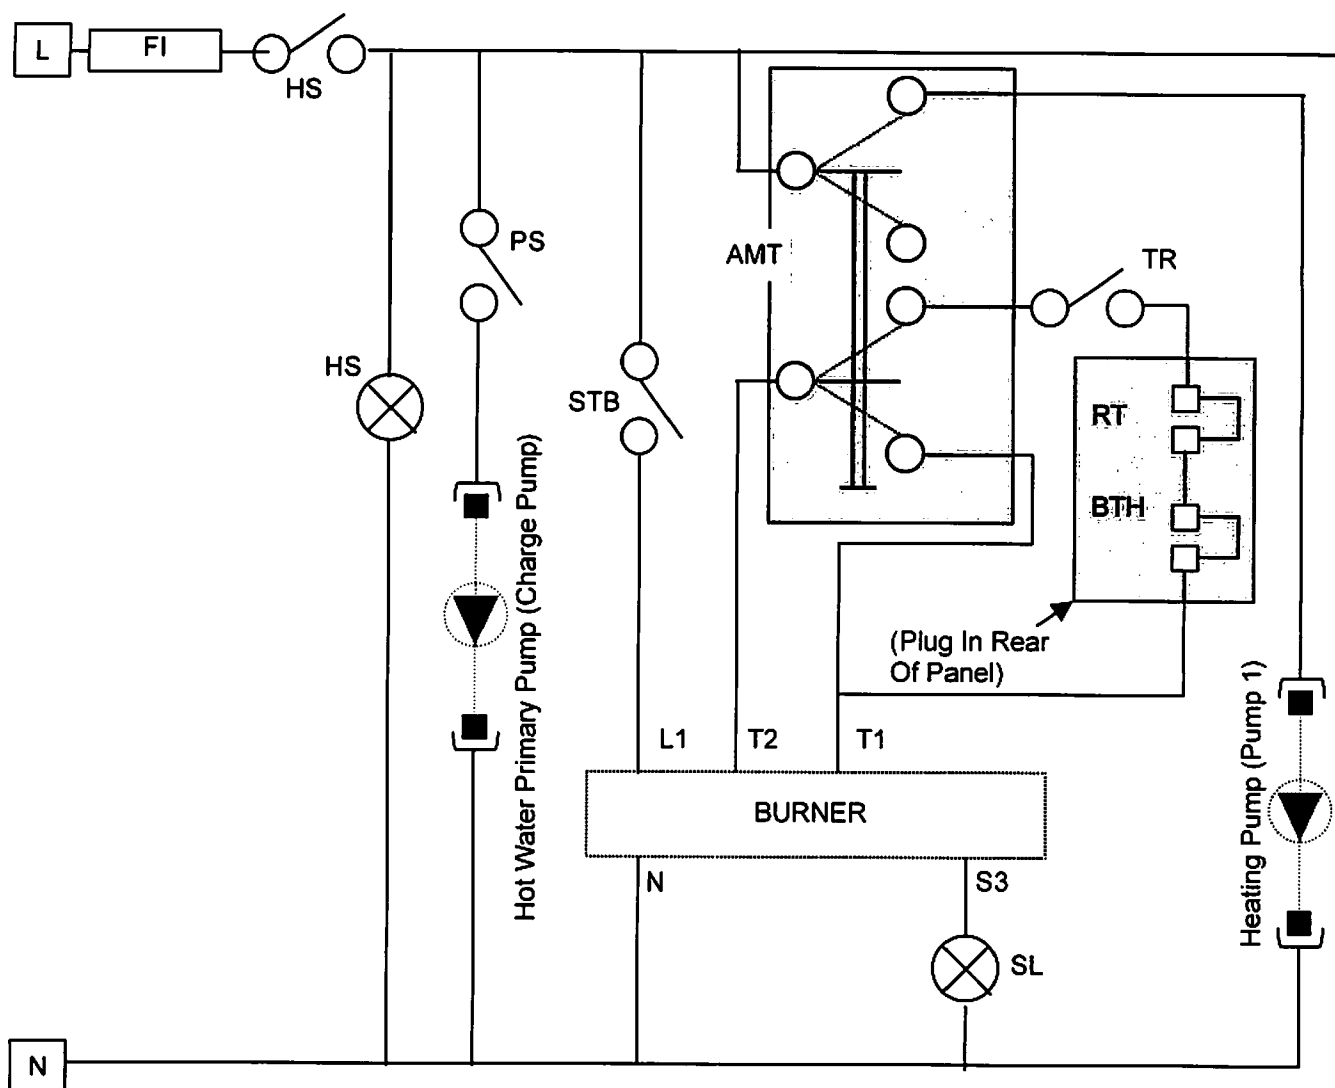 L
FI
HS
PS
AMT
TR
HS
STB
RT
BTH
Hot Water Primary Pump (Charge Pump)
(Plug In Rear
Of Panel)
Heating Pump (Pump 1)
L1
T2
T1
BURNER
N
S3
SL
N